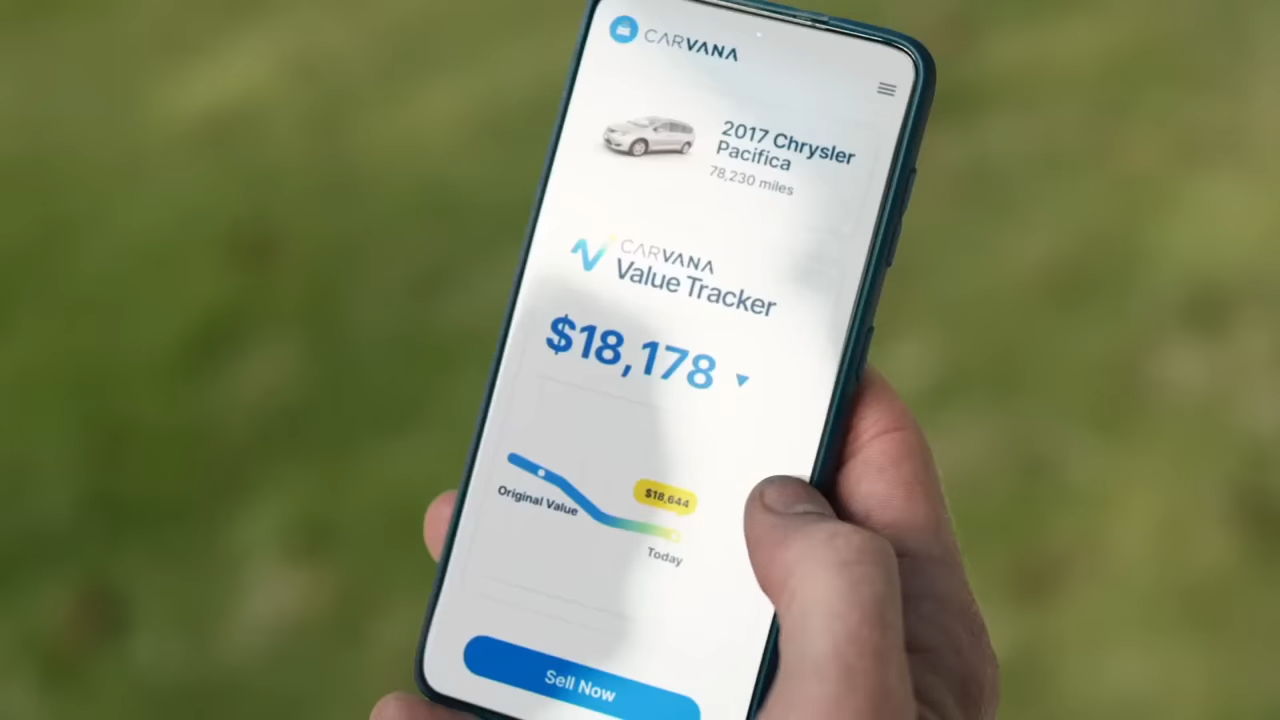 CARVANA
2017 Chrysler
Pacifica
78,230 miles
CARVANA
Value Tracker
$18,178
$18,644
Original Value
Today
Sell Now